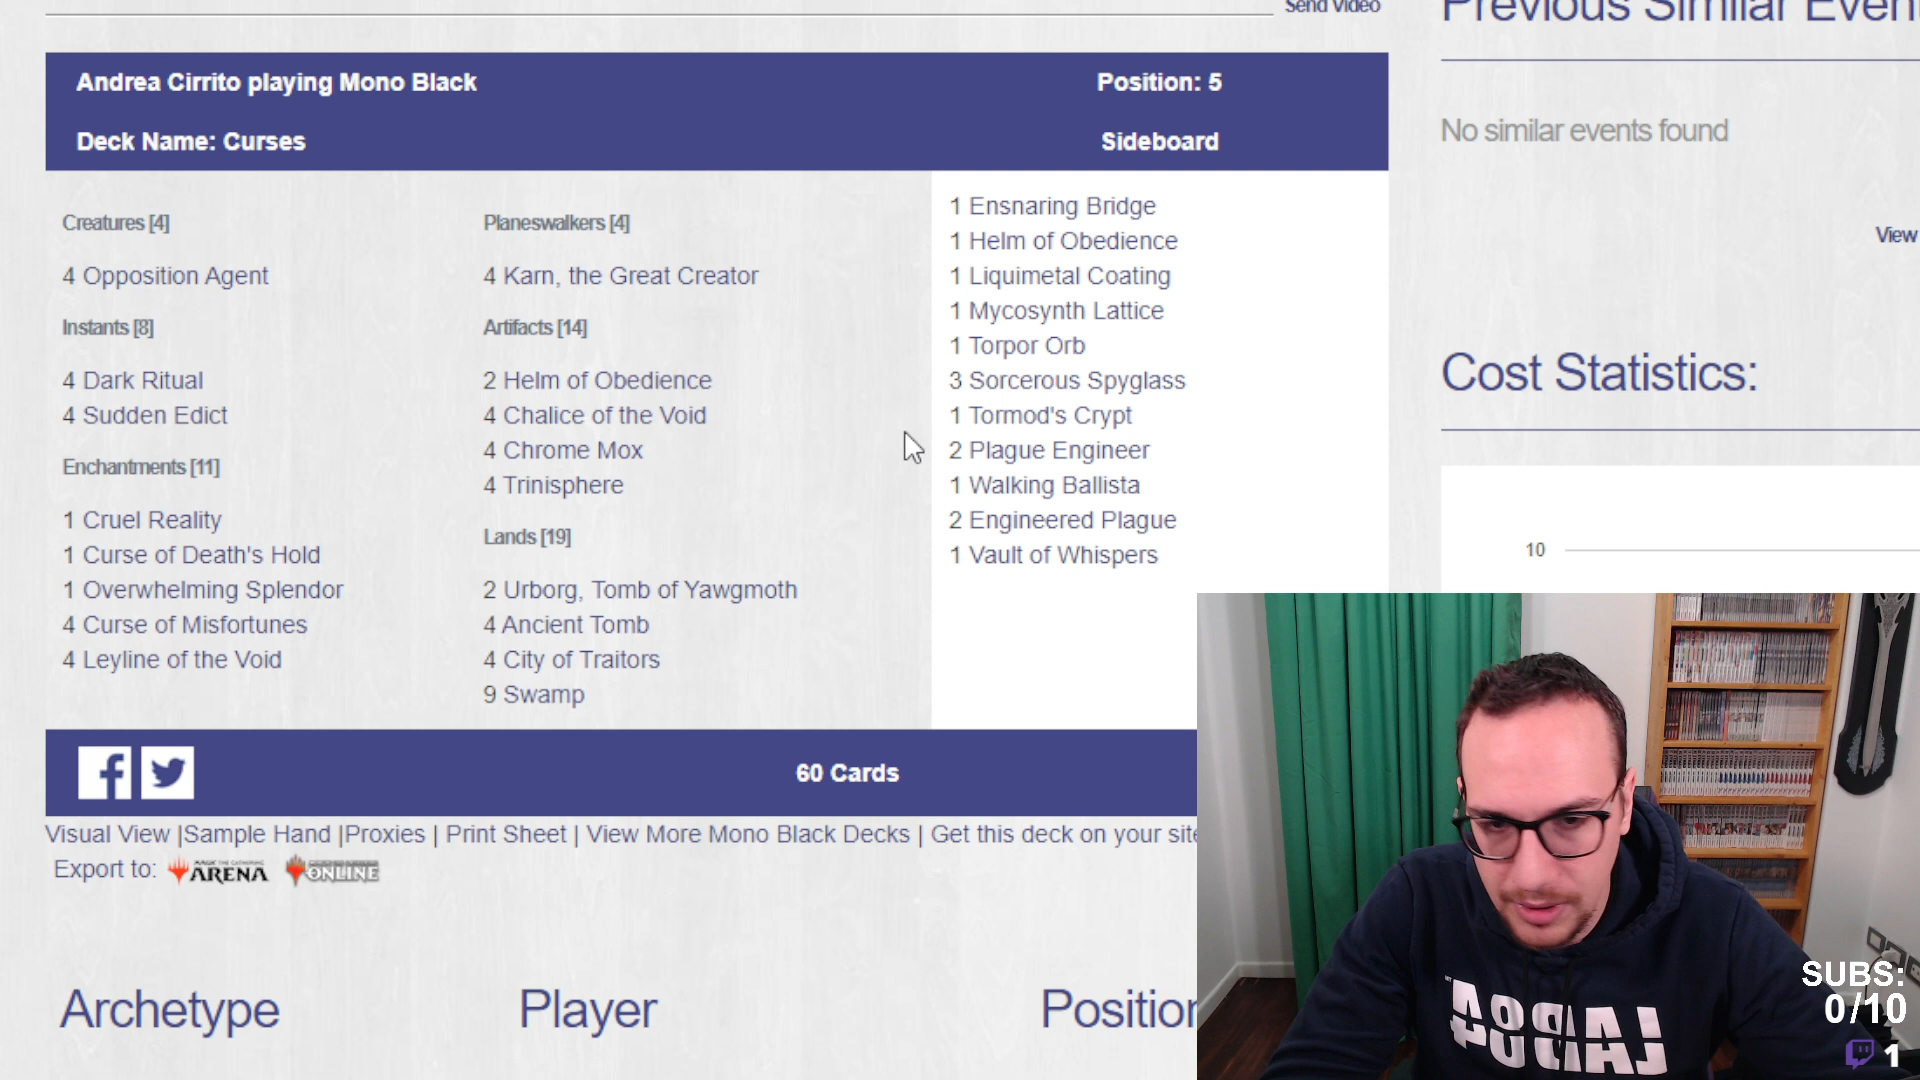 Send Video
Previous Similar Even
Andrea Cirrito playing Mono Black
Position: 5
Deck Name: Curses
Sideboard
No similar events found
View
Creatures [4]
4 Opposition Agent
Instants [8]
4 Dark Ritual
4 Sudden Edict
Enchantments [11]
1 Cruel Reality
1 Curse of Death's Hold
1 Overwhelming Splendor
4 Curse of Misfortunes
4 Leyline of the Void
Planeswalkers [4]
4 Karn, the Great Creator
Artifacts [14]
2 Helm of Obedience
4 Chalice of the Void
4 Chrome Mox
4 Trinisphere
Lands [19]
2 Urborg, Tomb of Yawgmoth
4 Ancient Tomb
4 City of Traitors
9 Swamp
1 Ensnaring Bridge
1 Helm of Obedience
1 Liquimetal Coating
1 Mycosynth Lattice
1 Torpor Orb
3 Sorcerous Spyglass
1 Tormod's Crypt
2 Plague Engineer
1 Walking Ballista
2 Engineered Plague
1 Vault of Whispers
Cost Statistics:
10
60 Cards
Visual View |Sample Hand |Proxies | Print Sheet | View More Mono Black Decks | Get this deck on your site
Export to: MAGIC THE GATHERING ARENA ONLINE
Archetype
Player
Position
LAB84
SUBS:
0/10
1